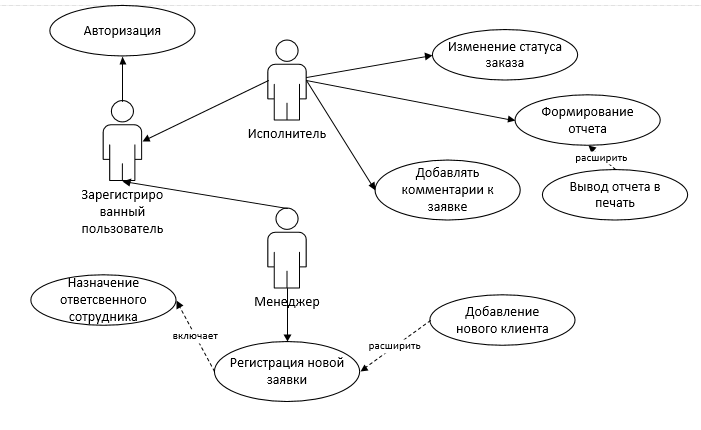 Авторизация
Изменение статуса
заказа
Исполнитель
Формирование
отчета
расширить
Вывод отчета в
печать
Добавлять
комментарии к
заявке
Зарегистриро
ванный
пользователь
Менеджер
Назначение
ответсвенного
сотрудника
включает
Регистрация новой
заявки
расширить
Добавление
нового клиента